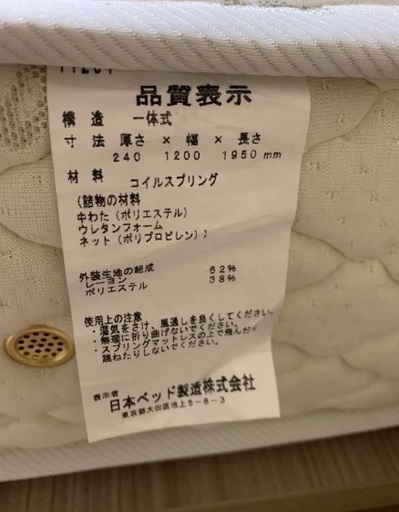 11204
品質表示
構造 一体式
寸法 厚さ × 幅 × 長さ
240 1200 1950mm
材料 コイルスプリング
(詰物の材料
中わた(ポリエステル)
ウレタンフォーム
ネット(ポリプロピレン))
外装生地の組成
レーヨン 62%
ポリエステル 38%
使用上の注意
・湿気をさけ、風通しを良くしてください。
・無理に折り曲げないでください。
・スプリングマットレスの上で飛んだり
跳ねたりしないでください。
表示者
日本ベッド製造株式会社
東京都大田区池上5-6-3